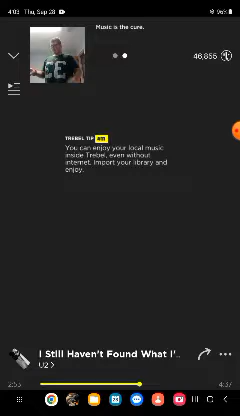 4:03 Thu, Sep 28
96%
Music is the cure.
46,855
TREBEL TIP #11
You can enjoy your local music
inside Trebel, even without
internet. Import your library and
enjoy.
I Still Haven't Found What I'..
U2
2:53
4:37